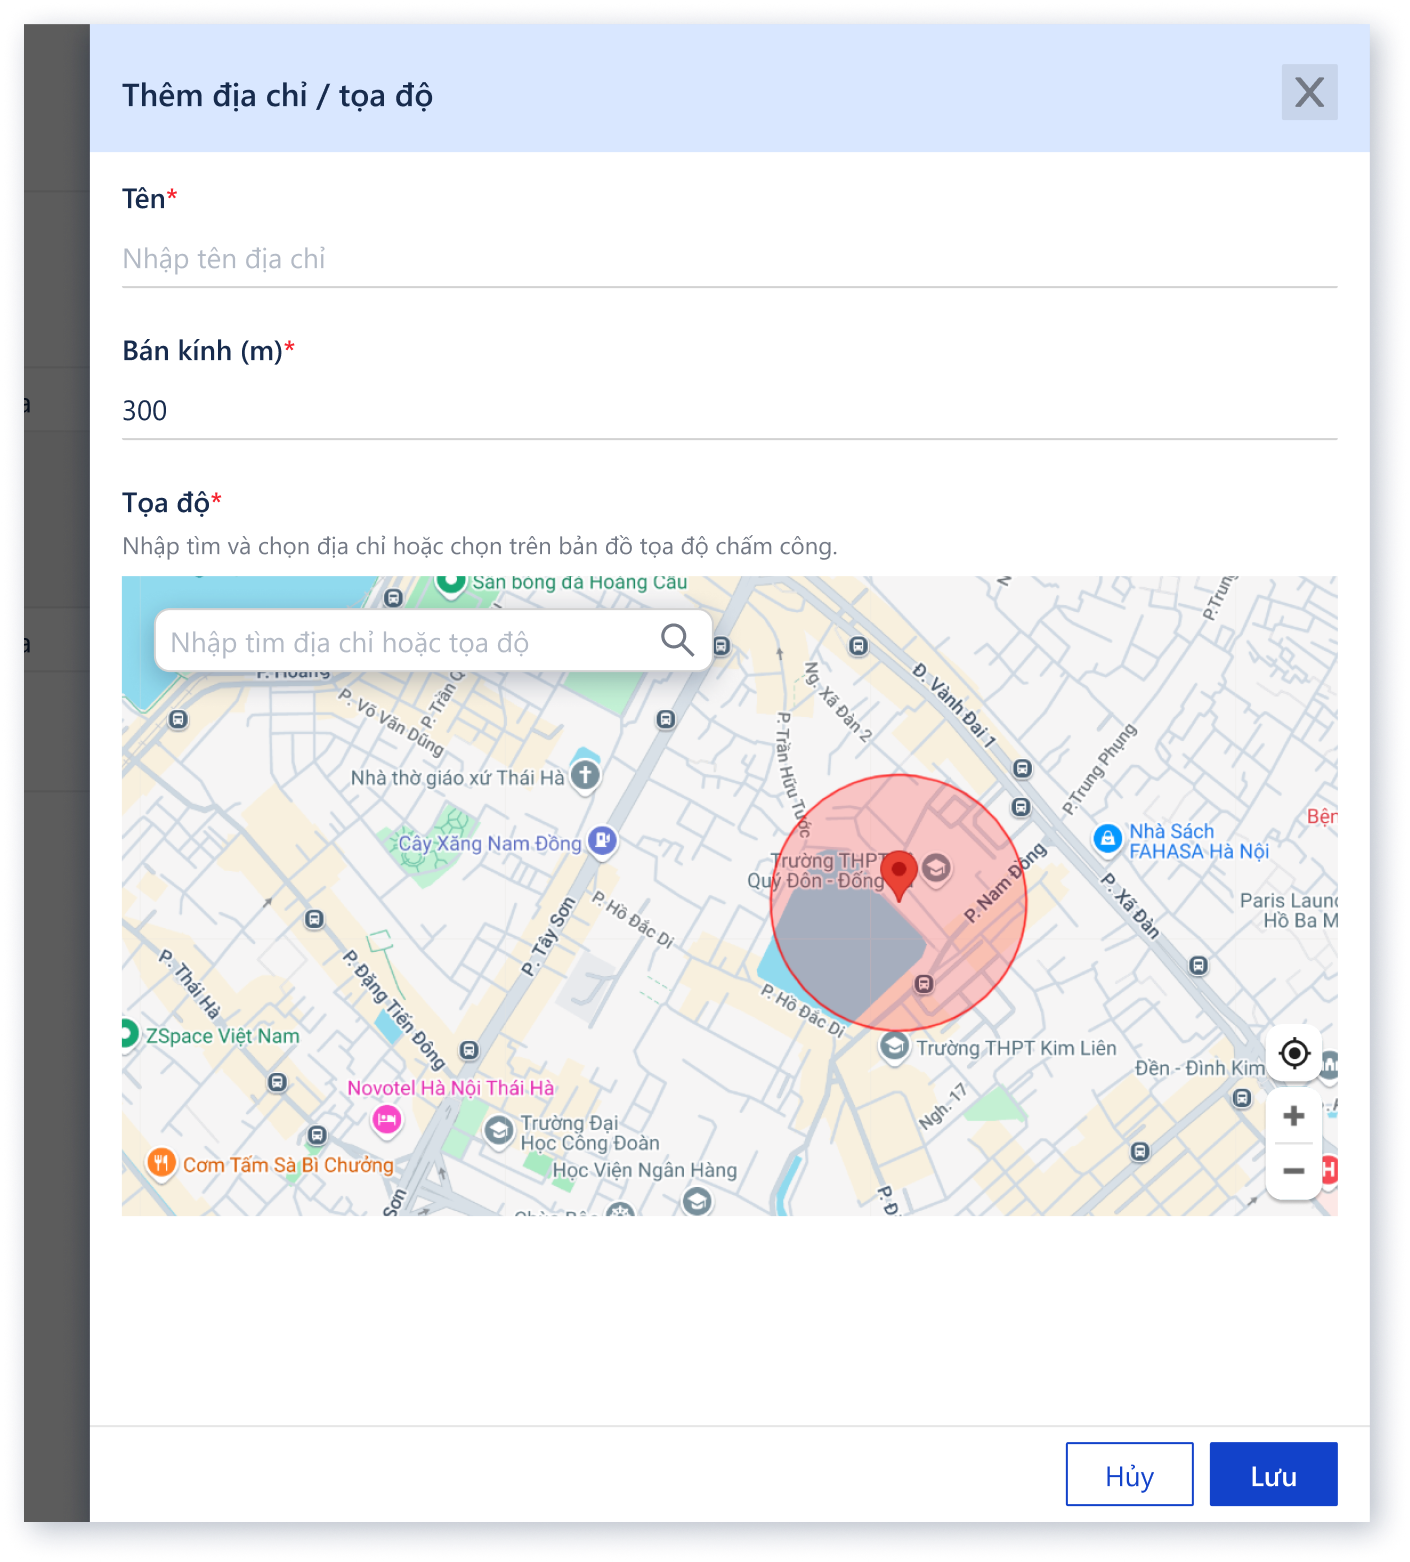 Thêm địa chỉ / tọa độ
X
Tên*
Nhập tên địa chỉ
Bán kính (m)*
300
Tọa độ*
Nhập tìm và chọn địa chỉ hoặc chọn trên bản đồ tọa độ chấm công.
Sân bóng đá Hoàng Cầu
Nhập tìm địa chỉ hoặc tọa độ
P. Hoàng
P. Trần
P. Võ Văn Dũng
Ng. Xã Đàn 2
Đ. Vành Đai 1
P.Trung
P.Trung Phụng
P. Trần Hữu Tước
Nhà thờ giáo xứ Thái Hà
Cây Xăng Nam Đồng
Nhà Sách
FAHASA Hà Nội
Trường THPT
Quý Đôn - Đống
P.Nam Đồng
P. Xã Đàn
Paris
Hồ Ba
P. Hồ Đắc Di
P. Tây Sơn
P. Thái Hà
P. Đặng Tiến Đông
P. Hồ Đắc Di
ZSpace Việt Nam
Trường THPT Kim Liên
Đền - Đình Kim
Novotel Hà Nội Thái Hà
Ngh. 17
Trường Đại
Học Công Đoàn
Cơm Tấm Sà Bì Chưởng
Học Viện Ngân Hàng
Sơn
H
Hủy
Lưu